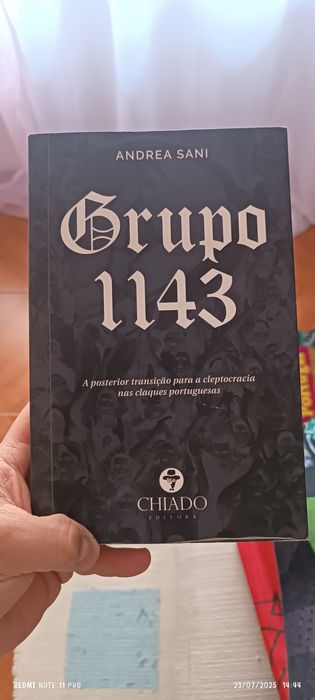 ANDREA SANI
Grupo
1143
A posterior transição para a cleptocracia
nas claques portuguesas
CHIADO
EDITORA
REDMI NOTE 11 PRO
23/07/2025 14:44